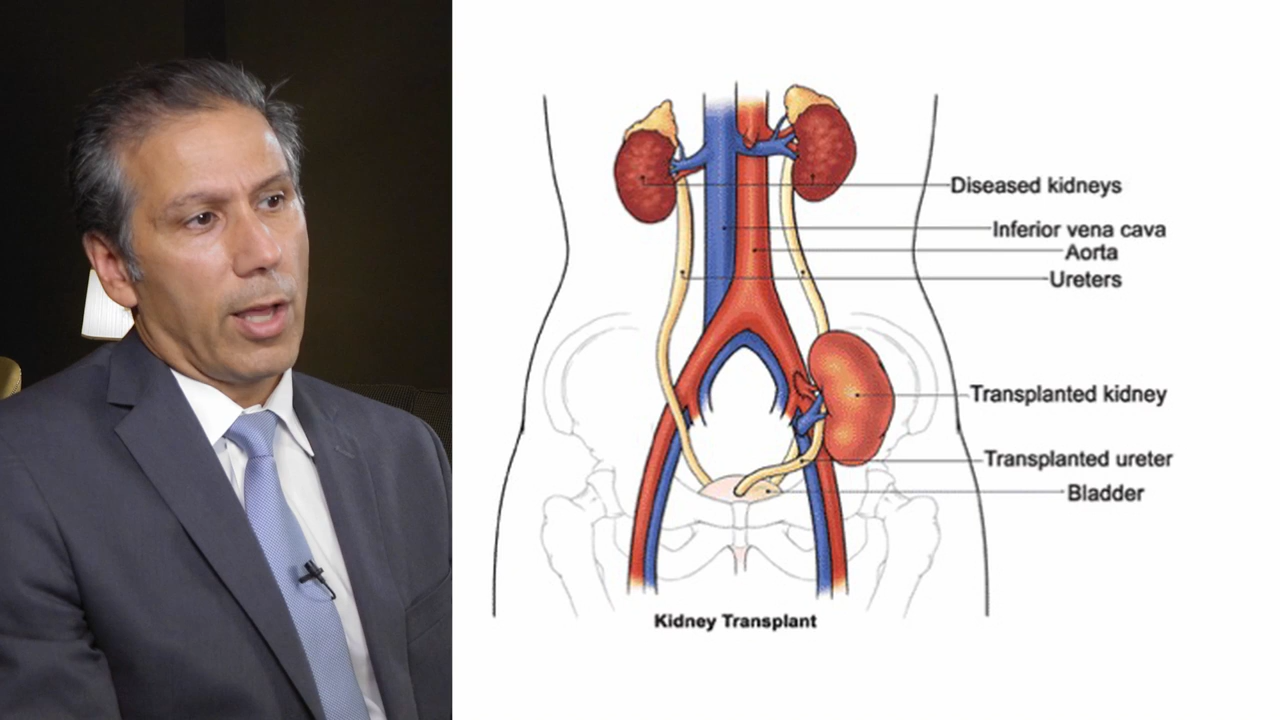 Diseased kidneys
Inferior vena cava
Aorta
Ureters
Transplanted kidney
Transplanted ureter
Bladder
Kidney Transplant